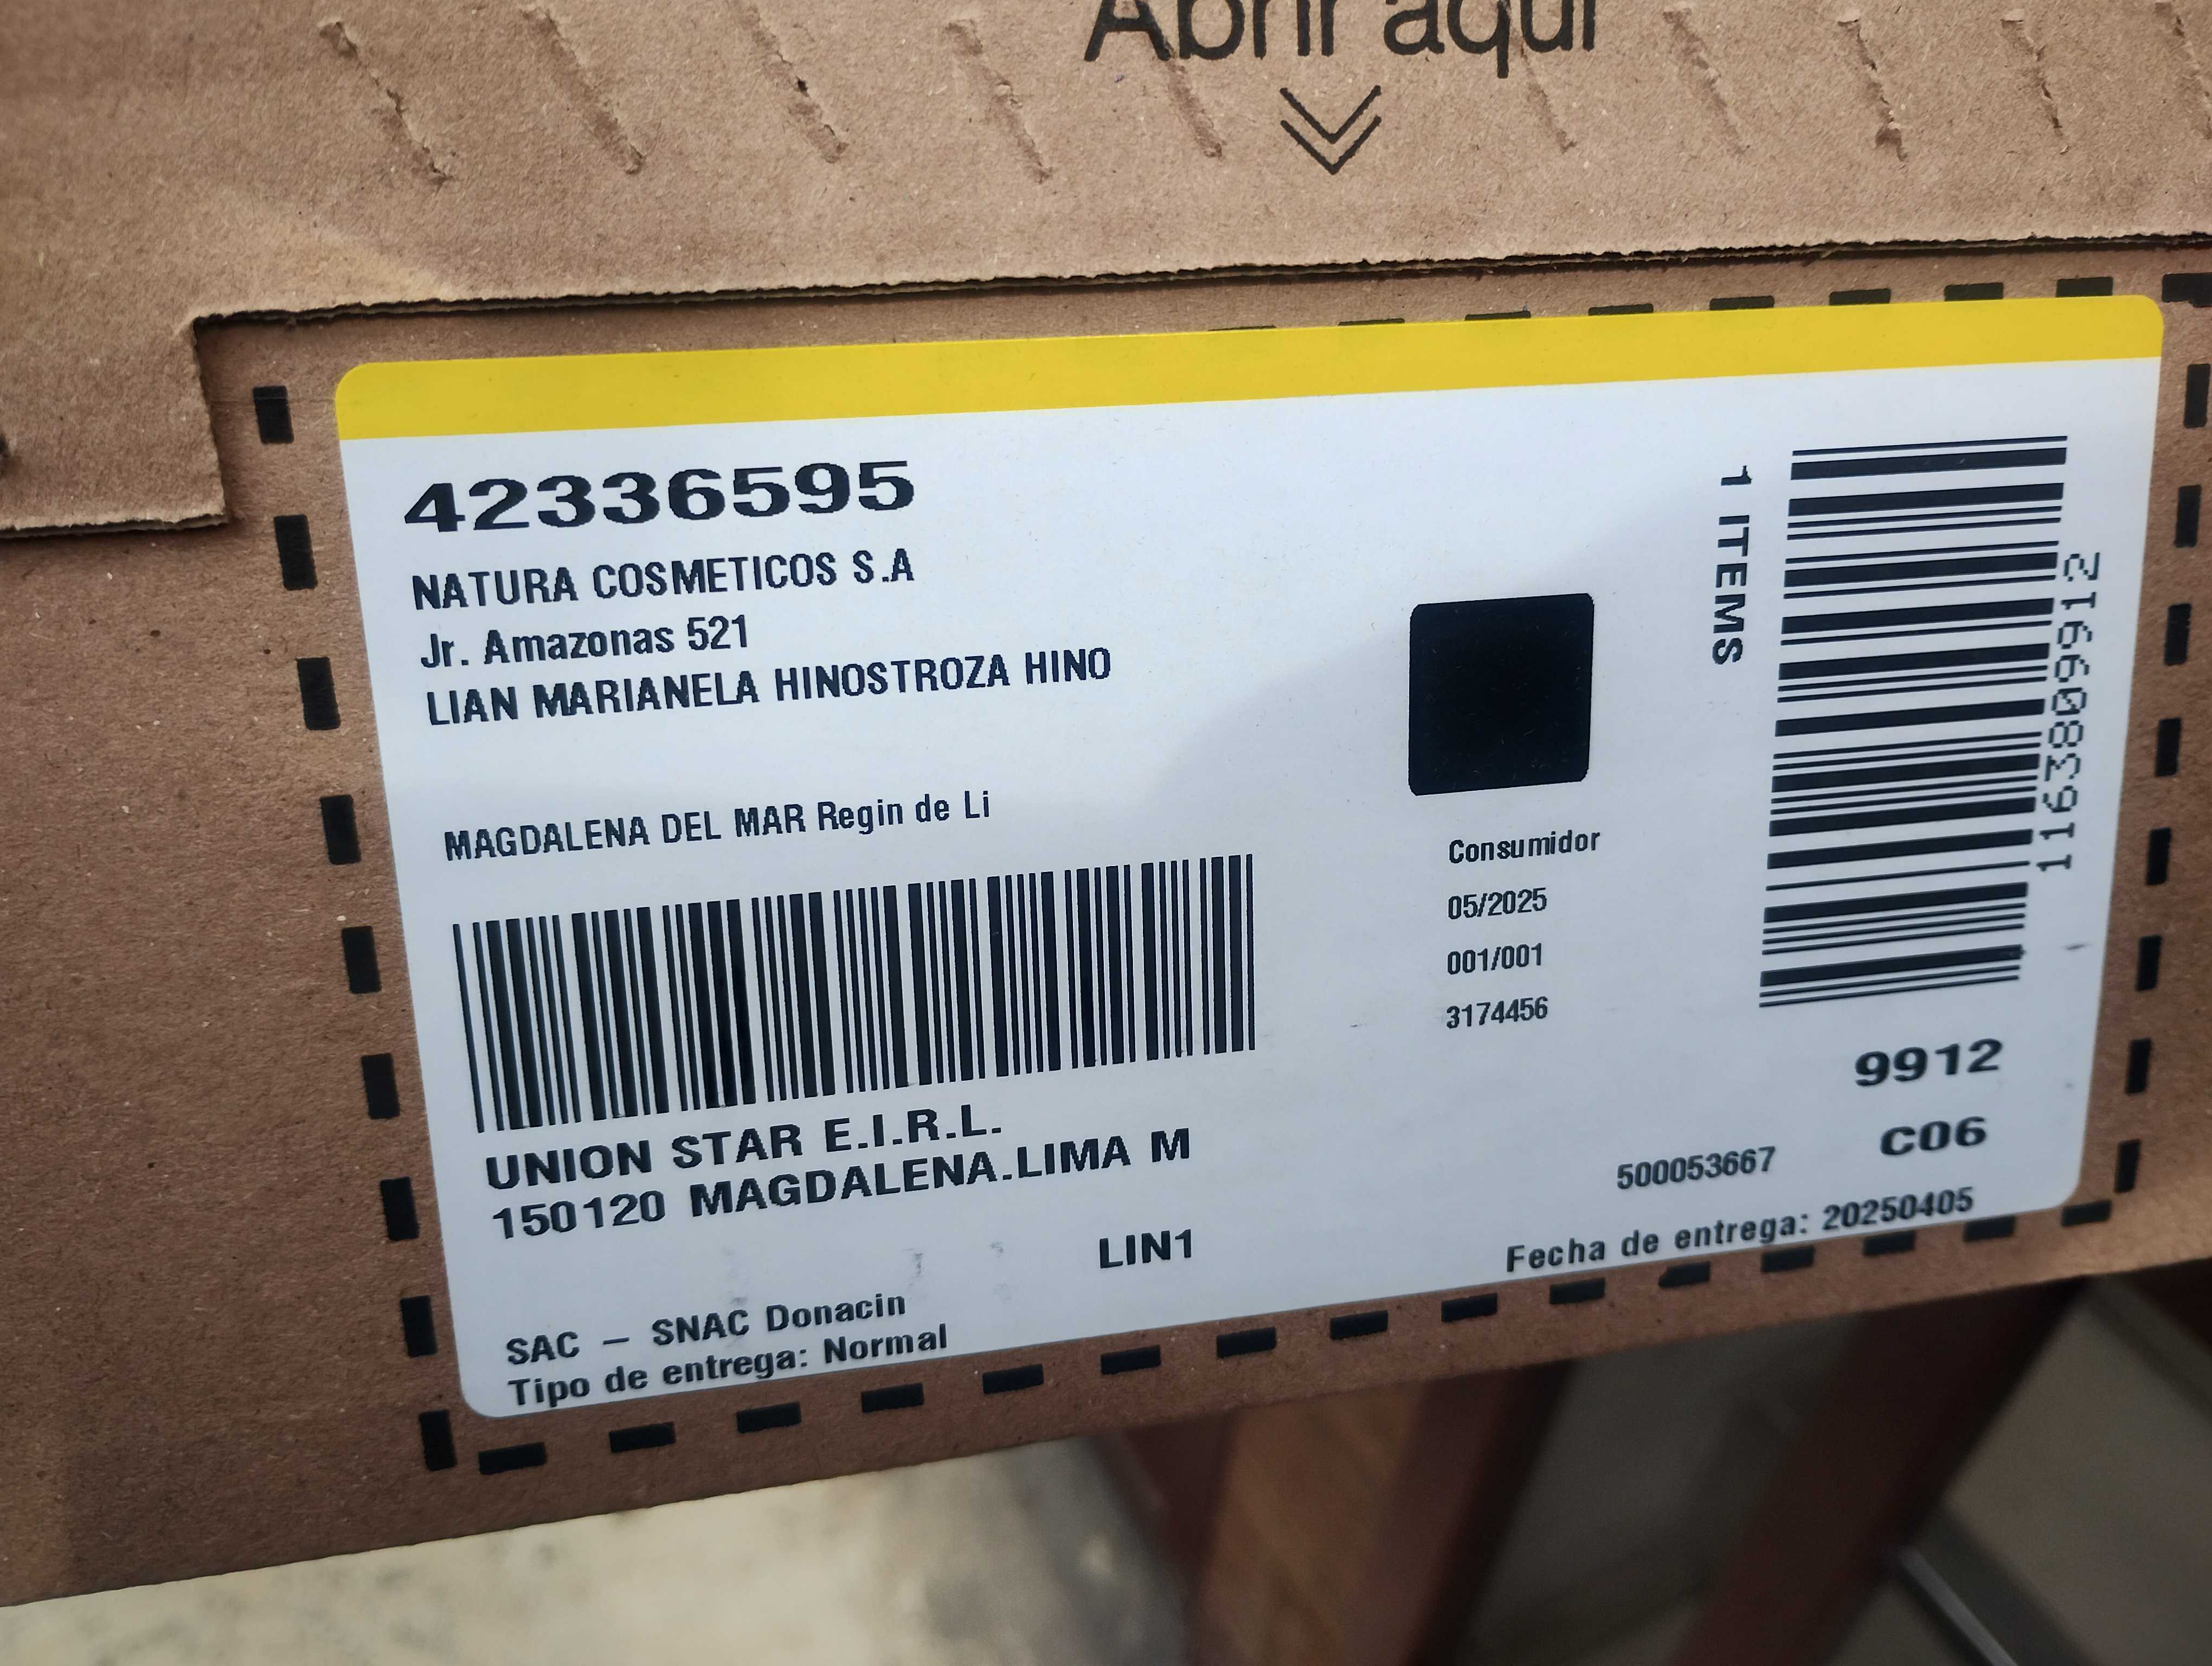 Abrir aquí
42336595
NATURA COSMETICOS S.A
Jr. Amazonas 521
LIAN MARIANELA HINOSTROZA HINO
MAGDALENA DEL MAR Regin de Li
UNION STAR E.I.R.L.
150120 MAGDALENA.LIMA M
LIN1
SAC – SNAC Donacin
Tipo de entrega: Normal
Consumidor
05/2025
001/001
3174456
1 ITEMS
11638099912
9912
C06
500053667
Fecha de entrega: 20250405